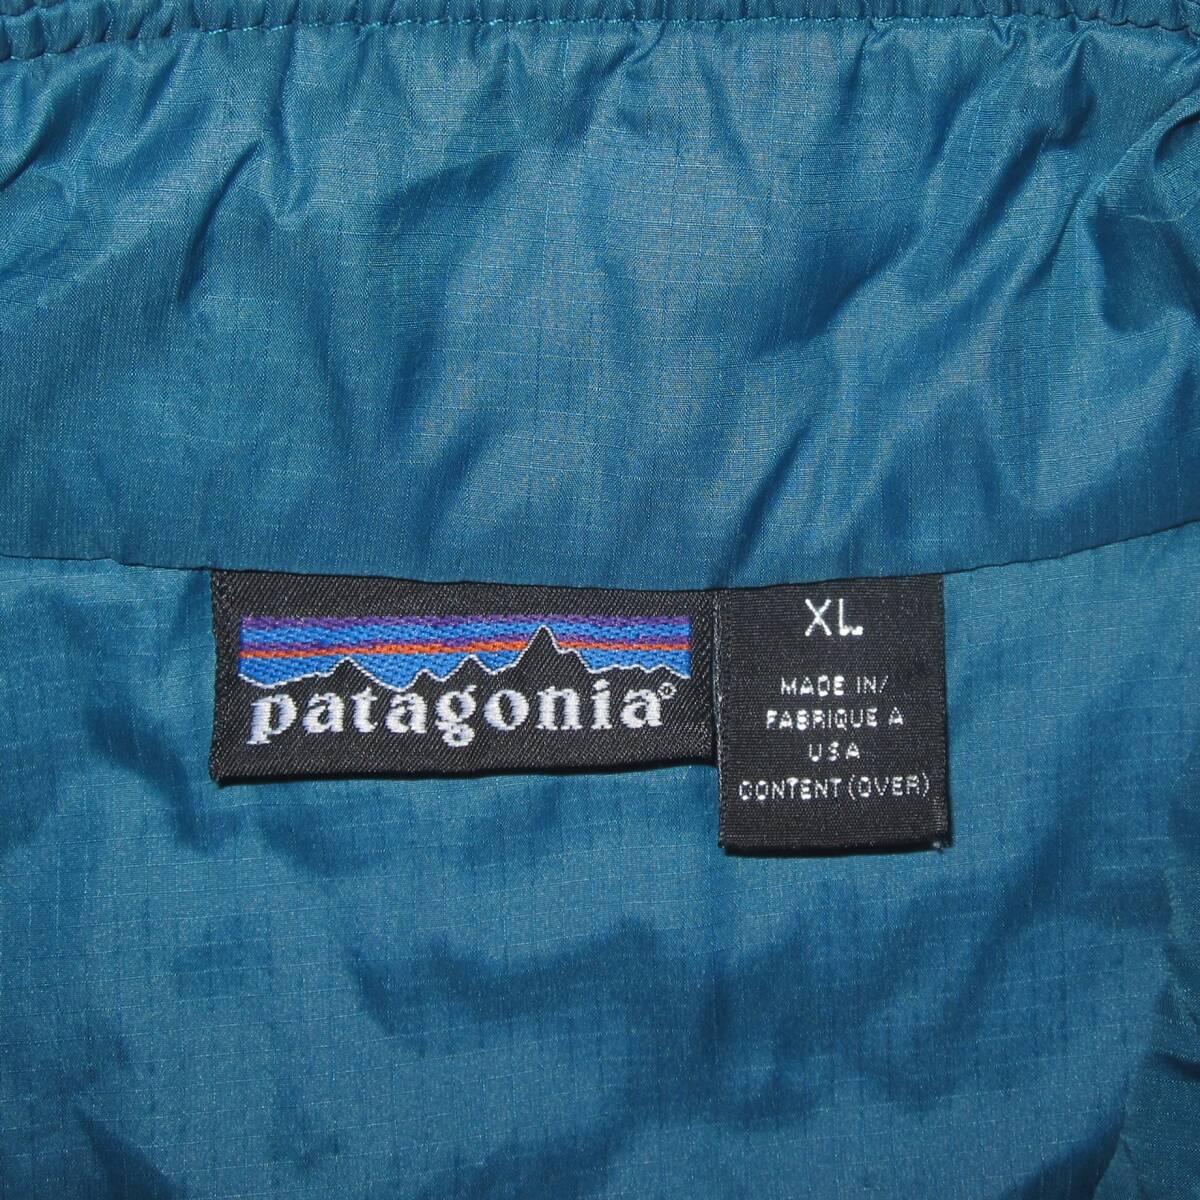 patagonia®
XL
MADE IN/
FABRIQUE A
USA
CONTENT (OVER)